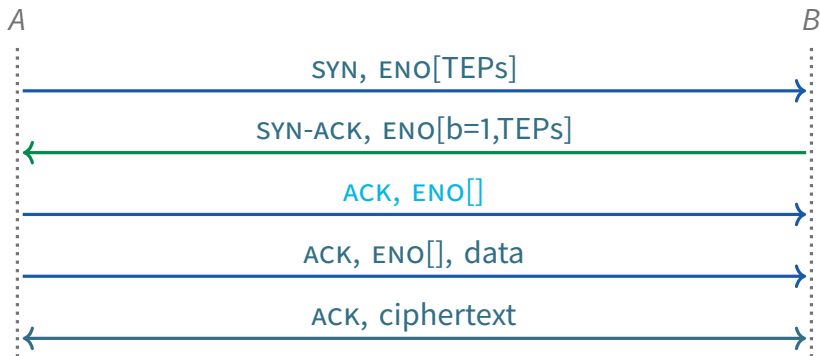 A B
SYN, ENO[TEPs]
SYN-ACK, ENO[b=1,TEPs]
ACK, ENO[]
ACK, ENO[], data
ACK, ciphertext